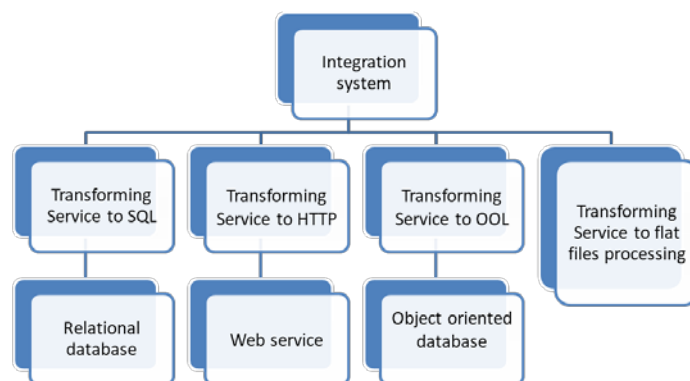 Integration
system
Transforming
Service to SQL
Transforming
Service to HTTP
Transforming
Service to OOL
Transforming
Service to flat
files processing
Relational
database
Web service
Object oriented
database